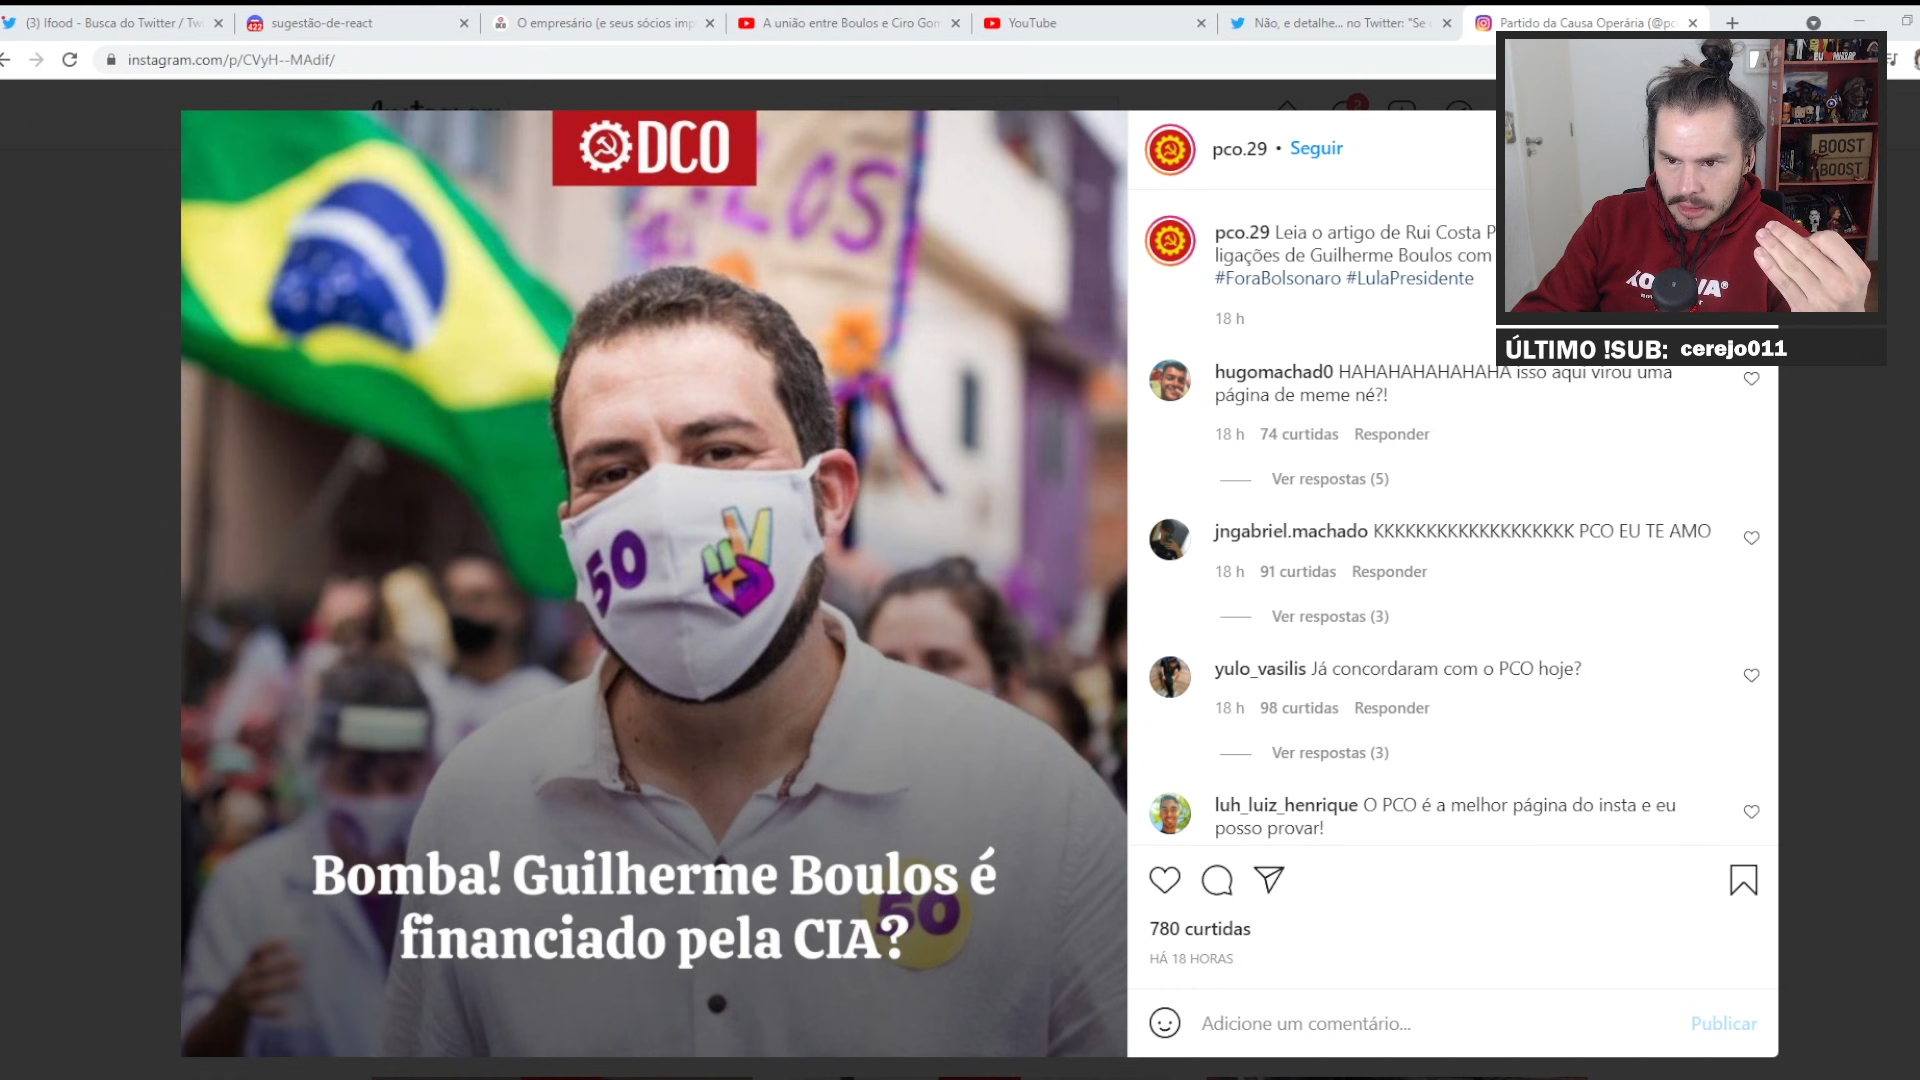 (3) Ifood - Busca do Twitter / Tw
sugestão-de-react
O empresário (e seus sócios imp
A união entre Boulos e Ciro Gom
YouTube
Não, e detalhe... no Twitter: "Se
Partido da Causa Operária (@pc
instagram.com/p/CVyH--MAdif/
2
DCO
LOS
50
50
Bomba! Guilherme Boulos é
financiado pela CIA?
pco.29 • Seguir
pco.29 Leia o artigo de Rui Costa P
ligações de Guilherme Boulos com
#ForaBolsonaro #LulaPresidente
18 h
BOOST
BOOST
ÚLTIMO !SUB: cerejo011
hugomachad0 HAHAHAHAHAHAHA isso aqui virou uma
página de meme né?!
18 h 74 curtidas Responder
Ver respostas (5)
jngabriel.machado KKKKKKKKKKKKKKKKKKK PCO EU TE AMO
18 h 91 curtidas Responder
Ver respostas (3)
yulo_vasilis Já concordaram com o PCO hoje?
18 h 98 curtidas Responder
Ver respostas (3)
luh_luiz_henrique O PCO é a melhor página do insta e eu
posso provar!
780 curtidas
HÁ 18 HORAS
Adicione um comentário...
Publicar